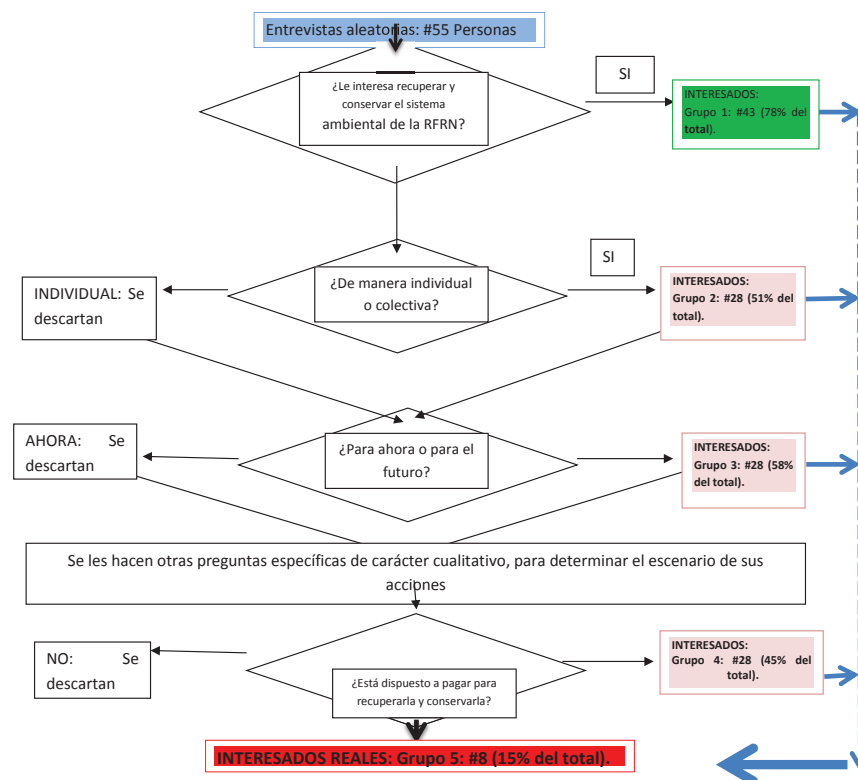 Entrevistas aleatorias: #55 Personas
¿Le interesa recuperar y
conservar el sistema
ambiental de la RFRN?
SI
INTERESADOS:
Grupo 1: #43 (78% del
total).
¿De manera individual
o colectiva?
SI
INDIVIDUAL: Se
descartan
INTERESADOS:
Grupo 2: #28 (51% del
total).
¿Para ahora o para el
futuro?
AHORA: Se
descartan
INTERESADOS:
Grupo 3: #28 (58%
del total).
Se les hacen otras preguntas específicas de carácter cualitativo, para determinar el escenario de sus
acciones
NO: Se
descartan
¿Está dispuesto a pagar para
recuperarla y conservarla?
INTERESADOS:
Grupo 4: #28 (45% del
total).
INTERESADOS REALES: Grupo 5: #8 (15% del total).